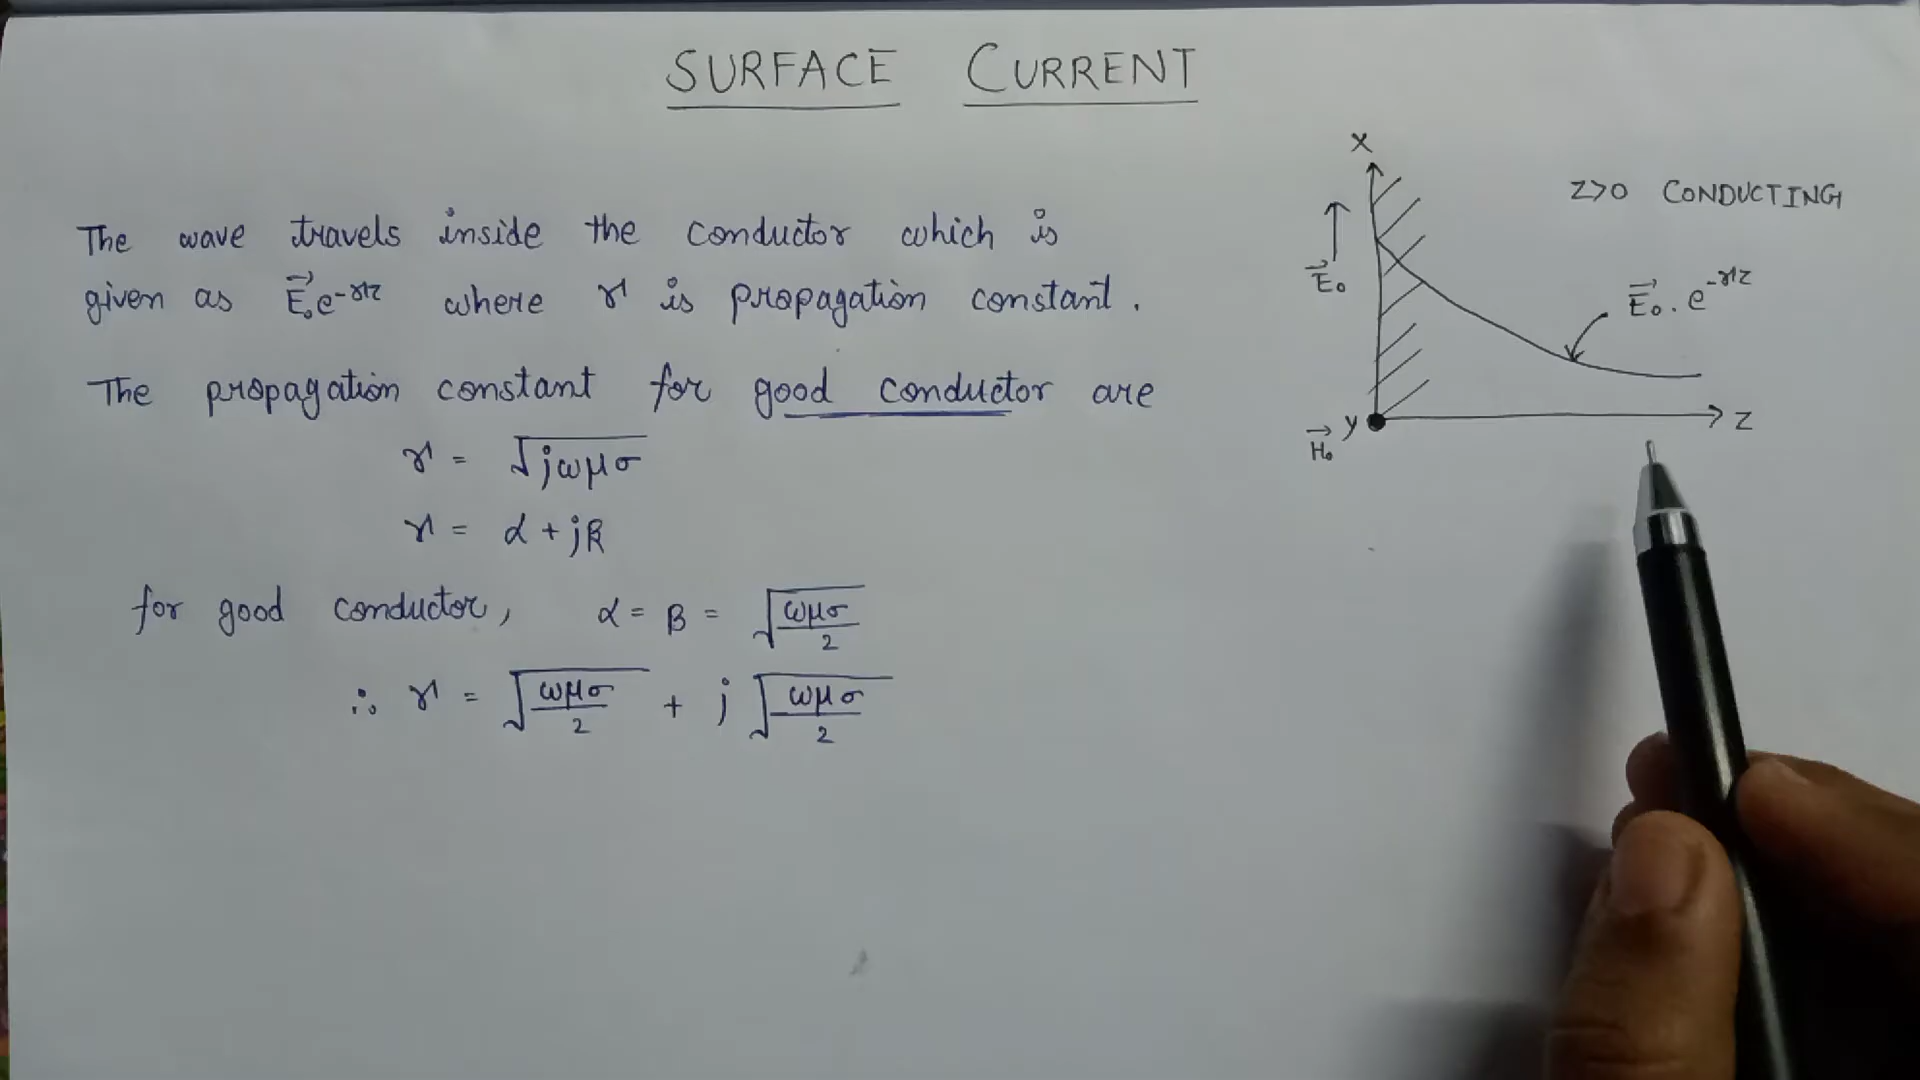 SURFACE CURRENT
The wave travels inside the conductor which is
given as E⃗₀e^-γz where γ is propagation constant.
The propagation constant for good conductor are
γ = √(jωμσ)
γ = α + jβ
for good conductor, α = β = √(ωμσ/2)
∴ γ = √(ωμσ/2) + j √(ωμσ/2)
X
Z>0 CONDUCTING
E⃗₀
E⃗₀. e^-γz
y
Z
H⃗₀